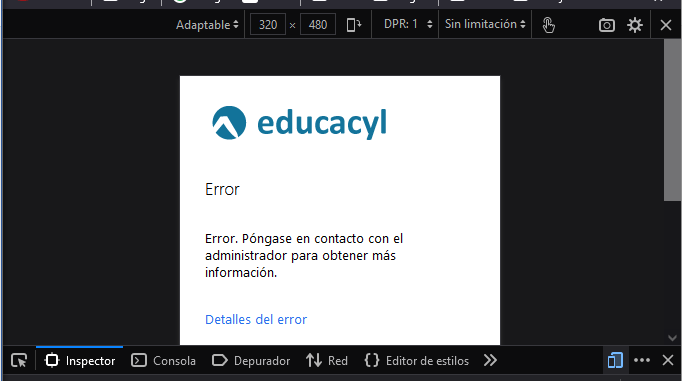 Adaptable 320 × 480 DPR: 1 Sin limitación
educacyl
Error
Error. Póngase en contacto con el
administrador para obtener más
información.
Detalles del error
Inspector Consola Depurador Red Editor de estilos